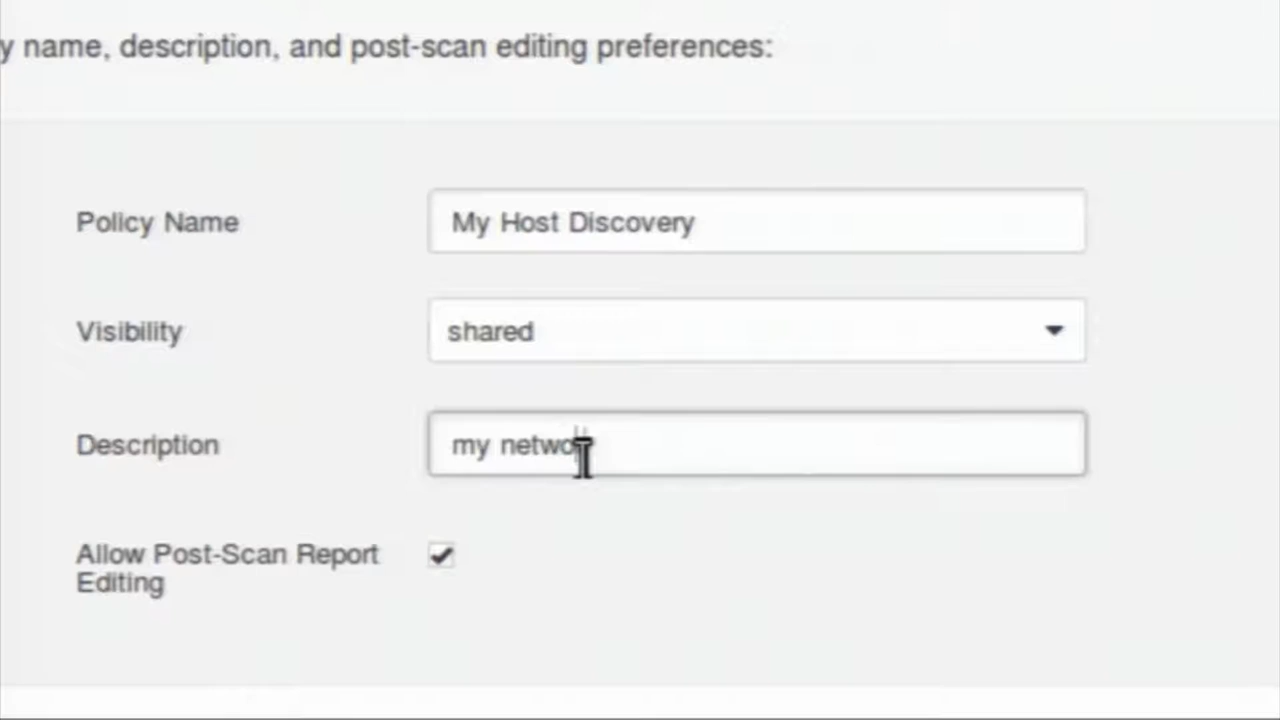 y name, description, and post-scan editing preferences:
Policy Name
My Host Discovery
Visibility
shared
Description
my netwo
Allow Post-Scan Report
Editing